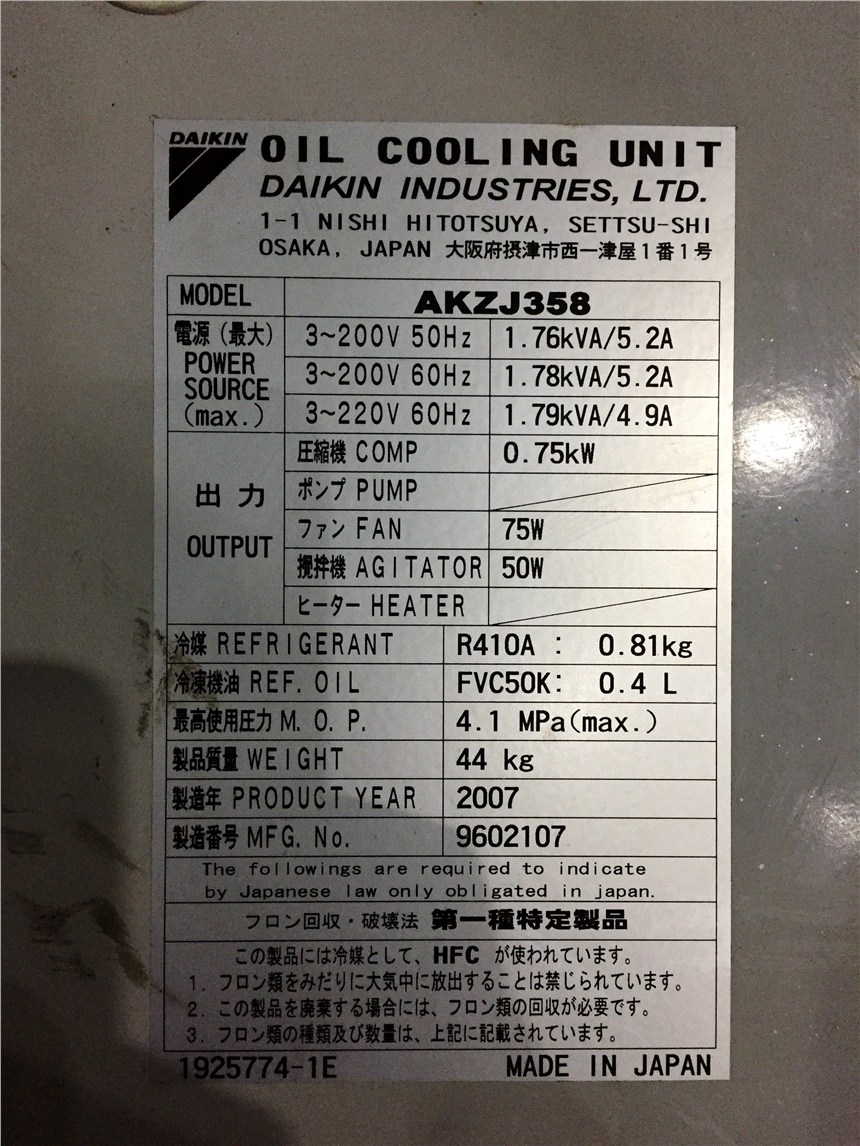 DAIKIN
OIL COOLING UNIT
DAIKIN INDUSTRIES, LTD.
1-1 NISHI HITOTSUYA, SETTSU-SHI
OSAKA, JAPAN 大阪府摂津市西一津屋1番1号
MODEL AKZJ358
電源(最大) POWER SOURCE (max.)
3~200V 50Hz 1.76kVA/5.2A
3~200V 60Hz 1.78kVA/5.2A
3~220V 60Hz 1.79kVA/4.9A
出力 OUTPUT
圧縮機 COMP 0.75kW
ポンプ PUMP
ファン FAN 75W
攪拌機 AGITATOR 50W
ヒーター HEATER
冷媒 REFRIGERANT R410A : 0.81kg
冷凍機油 REF. OIL FVC50K: 0.4 L
最高使用圧力 M. O. P. 4.1 MPa(max.)
製品質量 WEIGHT 44 kg
製造年 PRODUCT YEAR 2007
製造番号 MFG. No. 9602107
The followings are required to indicate
by Japanese law only obligated in japan.
フロン回収・破壊法 第一種特定製品
この製品には冷媒として、HFC が使われています。
1. フロン類をみだりに大気中に放出することは禁じられています。
2. この製品を廃棄する場合には、フロン類の回収が必要です。
3. フロン類の種類及び数量は、上記に記載されています。
1925774-1E MADE IN JAPAN